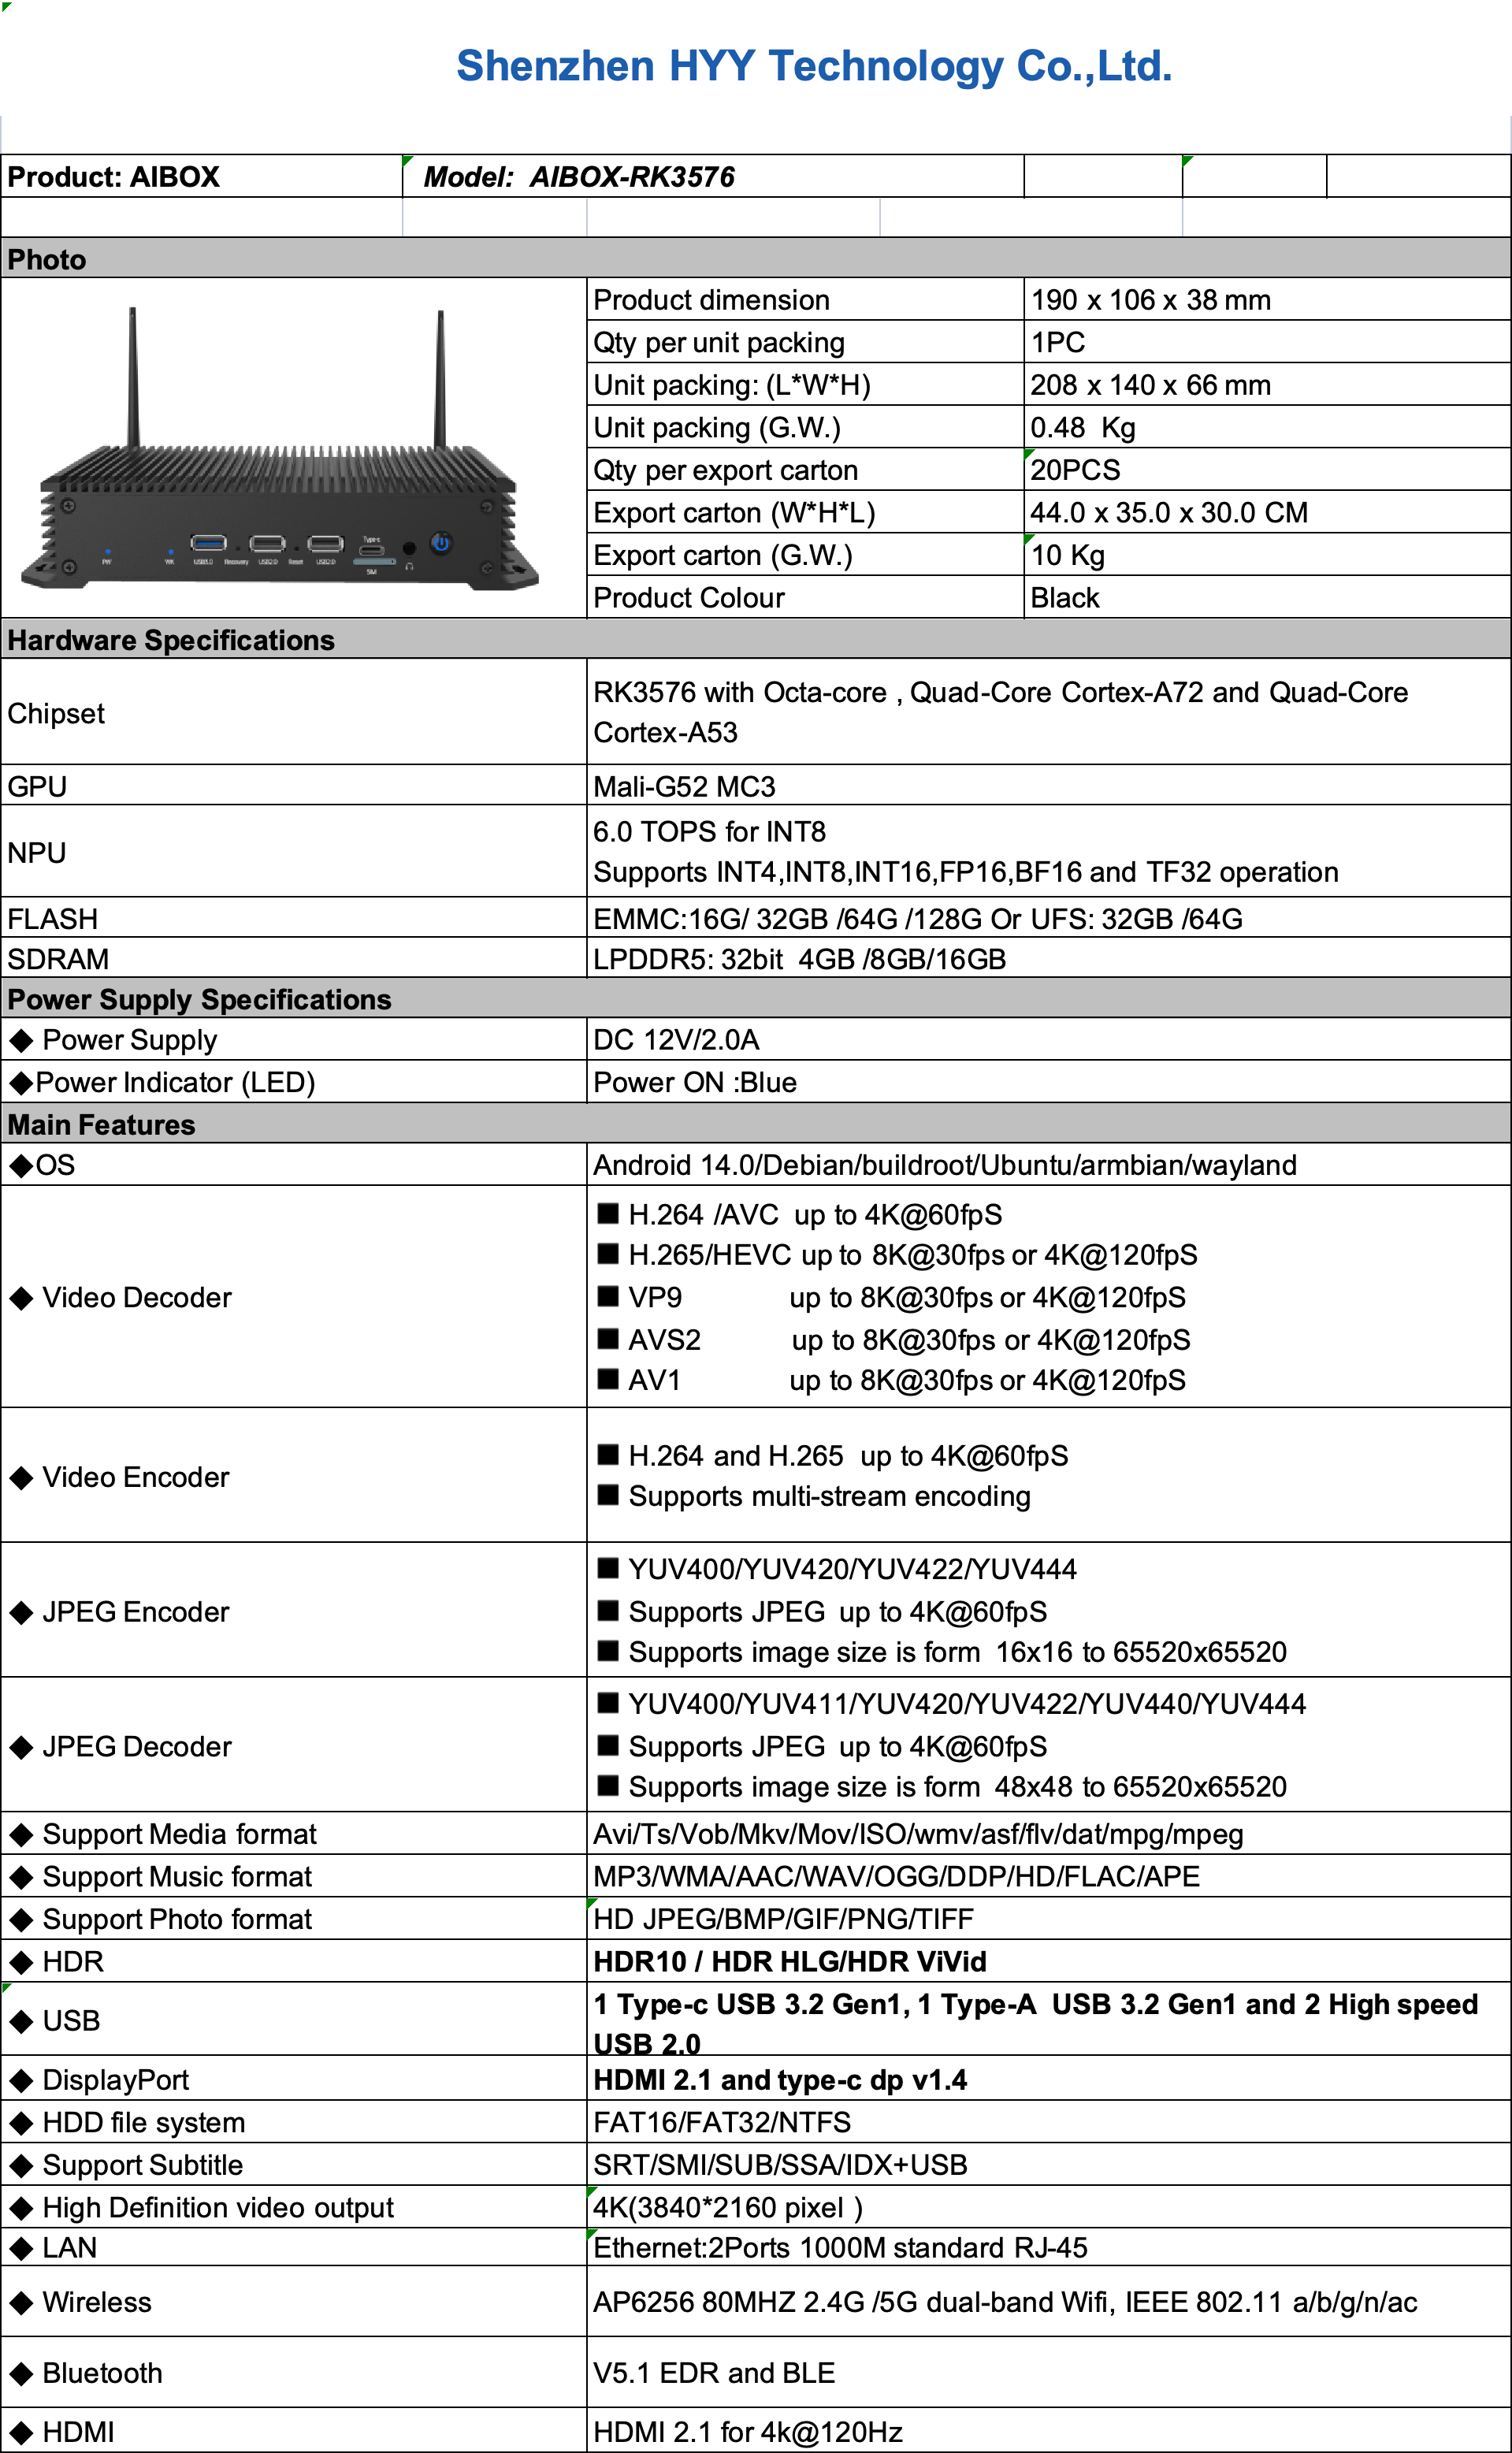 Shenzhen HYY Technology Co.,Ltd.
Product: AIBOX
Model:  AIBOX-RK3576
Photo
Product dimension
190 x 106 x 38 mm
Qty per unit packing
1PC
Unit packing: (L*W*H)
208 x 140 x 66 mm
Unit packing (G.W.)
0.48  Kg
Qty per export carton
20PCS
Export carton (W*H*L)
44.0 x 35.0 x 30.0 CM
Export carton (G.W.)
10 Kg
Product Colour
Black
PW
WK
USB3.0
Recovery
USB2.0
Reset
USB2.0
Type-c
SIM
Hardware Specifications
Chipset
RK3576 with Octa-core , Quad-Core Cortex-A72 and Quad-Core
Cortex-A53
GPU
Mali-G52 MC3
NPU
6.0 TOPS for INT8
Supports INT4,INT8,INT16,FP16,BF16 and TF32 operation
FLASH
EMMC:16G/ 32GB /64G /128G Or UFS: 32GB /64G
SDRAM
LPDDR5: 32bit  4GB /8GB/16GB
Power Supply Specifications
◆ Power Supply
DC 12V/2.0A
◆Power Indicator (LED)
Power ON :Blue
Main Features
◆OS
Android 14.0/Debian/buildroot/Ubuntu/armbian/wayland
◆ Video Decoder
■ H.264 /AVC  up to 4K@60fpS
■ H.265/HEVC up to 8K@30fps or 4K@120fpS
■ VP9             up to 8K@30fps or 4K@120fpS
■ AVS2           up to 8K@30fps or 4K@120fpS
■ AV1             up to 8K@30fps or 4K@120fpS
◆ Video Encoder
■ H.264 and H.265  up to 4K@60fpS
■ Supports multi-stream encoding
◆ JPEG Encoder
■ YUV400/YUV420/YUV422/YUV444
■ Supports JPEG  up to 4K@60fpS
■ Supports image size is form  16x16 to 65520x65520
◆ JPEG Decoder
■ YUV400/YUV411/YUV420/YUV422/YUV440/YUV444
■ Supports JPEG  up to 4K@60fpS
■ Supports image size is form  48x48 to 65520x65520
◆ Support Media format
Avi/Ts/Vob/Mkv/Mov/ISO/wmv/asf/flv/dat/mpg/mpeg
◆ Support Music format
MP3/WMA/AAC/WAV/OGG/DDP/HD/FLAC/APE
◆ Support Photo format
HD JPEG/BMP/GIF/PNG/TIFF
◆ HDR
HDR10 / HDR HLG/HDR ViVid
◆ USB
1 Type-c USB 3.2 Gen1, 1 Type-A  USB 3.2 Gen1 and 2 High speed
USB 2.0
◆ DisplayPort
HDMI 2.1 and type-c dp v1.4
◆ HDD file system
FAT16/FAT32/NTFS
◆ Support Subtitle
SRT/SMI/SUB/SSA/IDX+USB
◆ High Definition video output
4K(3840*2160 pixel )
◆ LAN
Ethernet:2Ports 1000M standard RJ-45
◆ Wireless
AP6256 80MHZ 2.4G /5G dual-band Wifi, IEEE 802.11 a/b/g/n/ac
◆ Bluetooth
V5.1 EDR and BLE
◆ HDMI
HDMI 2.1 for 4k@120Hz